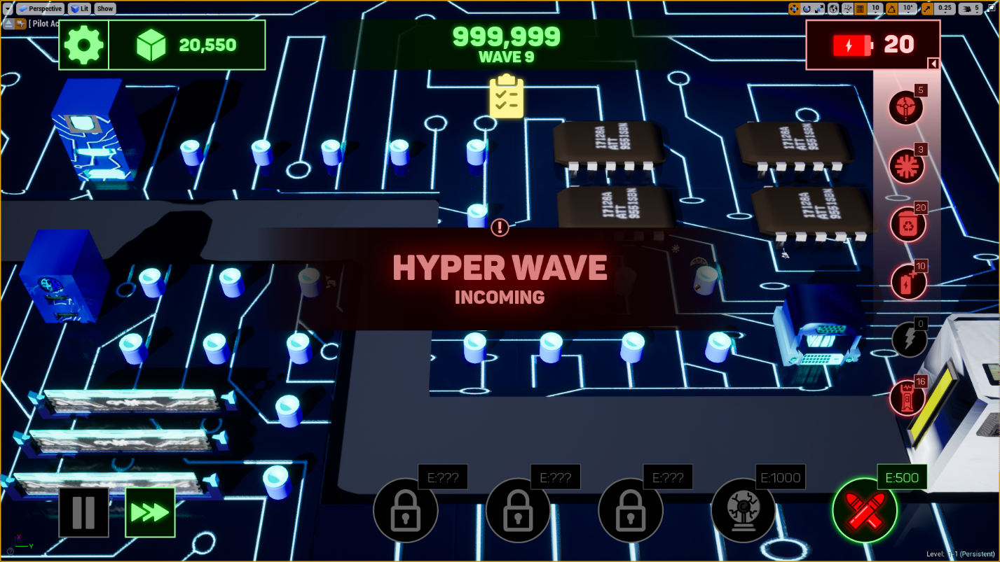 Perspective
Lit
Show
10
10°
0.25
5
[ Pilot Ac
20,550
999,999
WAVE 9
20
5
3
20
10
0
16
17128A
ATT
9551SBN
17128A
ATT
9551SBN
17128A
ATT
9551SBN
17128A
ATT
9551SBN
!
HYPER WAVE
INCOMING
E:???
E:???
E:???
E:1000
E:500
X
Y
Level: 1-1 (Persistent)